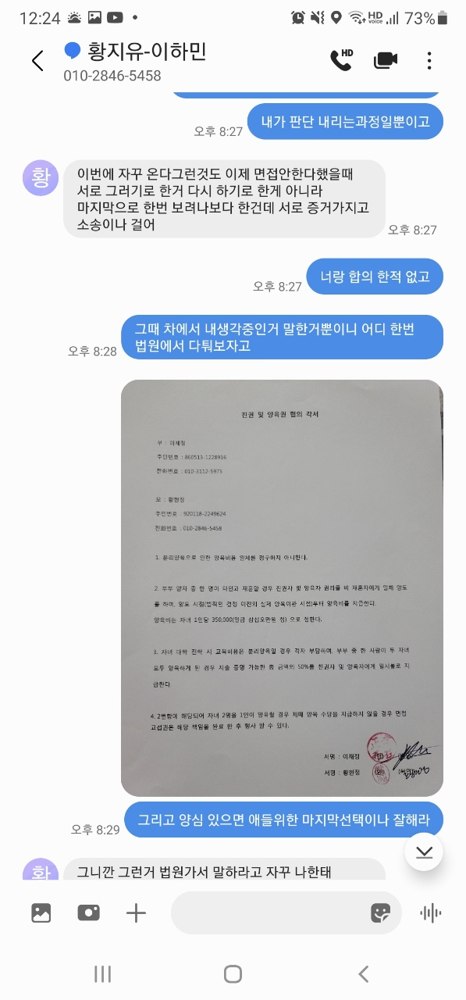 12:24
HD voice 73%
황지유-이하민
010-2846-5458
HD
내가 판단 내리는과정일뿐이고
오후 8:27
황
이번에 자꾸 온다그런것도 이제 면접안한다했을때
서로 그러기로 한거 다시 하기로 한게 아니라
마지막으로 한번 보려나보다 한건데 서로 증거가지고
소송이나 걸어
오후 8:27
너랑 합의 한적 없고
오후 8:27
그때 차에서 내생각중인거 말한거뿐이니 어디 한번
법원에서 다퉈보자고
오후 8:28
친권 및 양육권 협의 각서
부 : 이재정
주민번호 : 860513-1228916
전화번호 : 010-3112-5975
모 : 황현정
주민번호 : 920118-2249624
전화번호 : 010-2846-5458
1. 분리양육으로 인한 양육비용 일체를 청구하지 아니한다.
2. 부부 양자 중 한 명이 타인과 재혼할 경우 친권자 및 양육자 권리를 비 재혼자에게 일체 양도
를 하며, 양도 시점(법적인 결정 이전의 실제 양육이관 시점)부터 양육비를 지급한다.
양육비는 자녀 1인당 350,000(일금 삼십오만원 정) 으로 정한다.
3. 자녀 대학 진학 시 교육비용은 분리양육일 경우 각자 부담하며, 부부 중 한 사람이 두 자녀
모두 양육하게 된 경우 지출 증명 가능한 총 금액의 50%를 친권자 및 양육자에게 일시불로 지
급한다.
4. 2번항에 해당되어 자녀 2명을 1인이 양육할 경우 제때 양육 수당을 지급하지 않을 경우 면접
교섭권은 해당 책임을 완료 한 후 행사 할 수 있다.
서명 : 이재정 (인)
서명 : 황현정 (인)
그리고 양심 있으면 애들위한 마지막선택이나 잘해라
오후 8:29
황
그니깐 그런거 법원가서 말하라고 자꾸 나한태